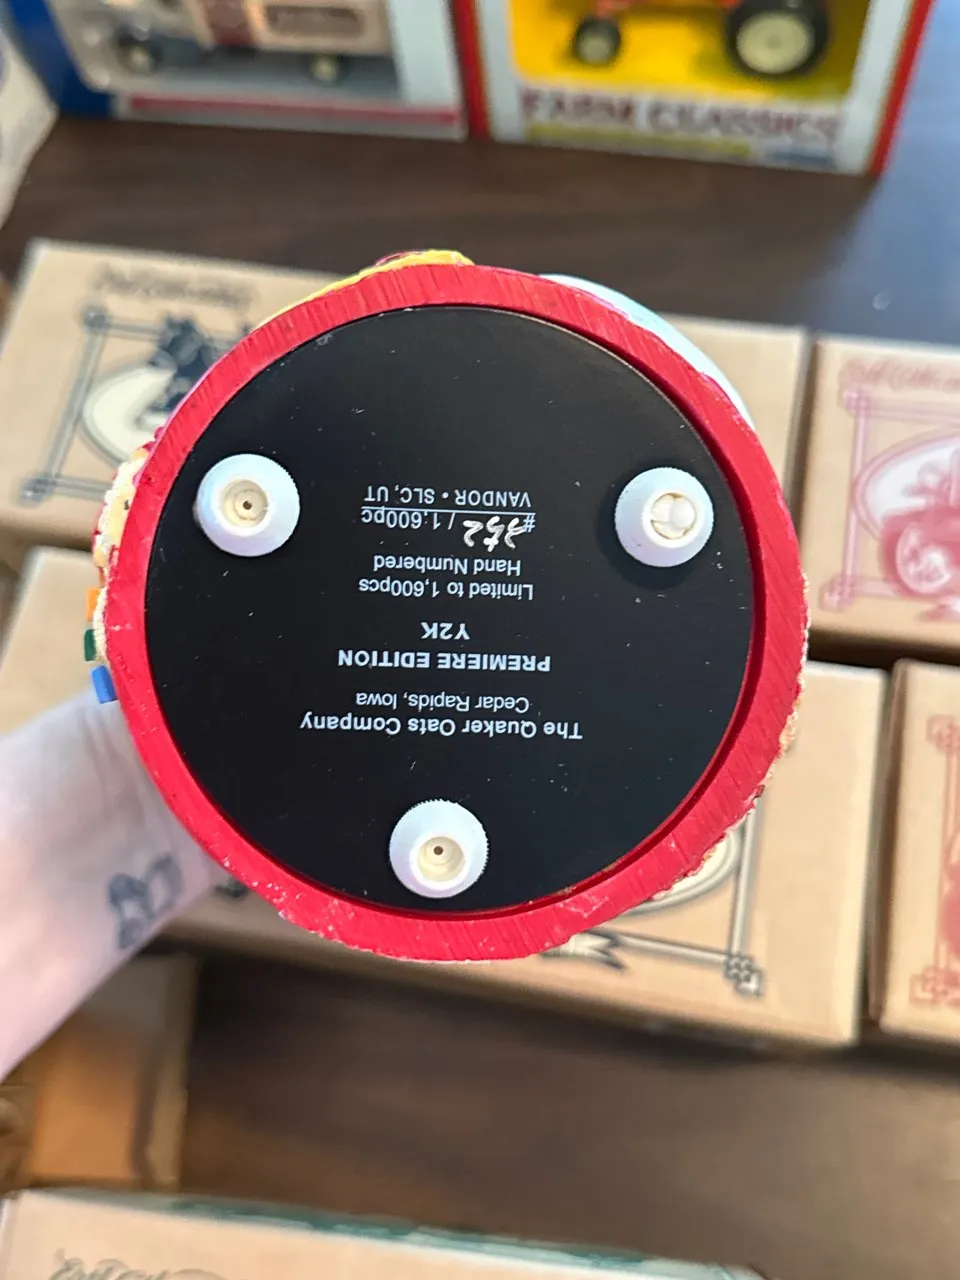 FARM CLASSICS
The Quaker Oats Company
Cedar Rapids, Iowa
PREMIERE EDITION
Y2K
Limited to 1,600pcs
Hand Numbered
#252 / 1,600pc
VANDOR • SLC, UT